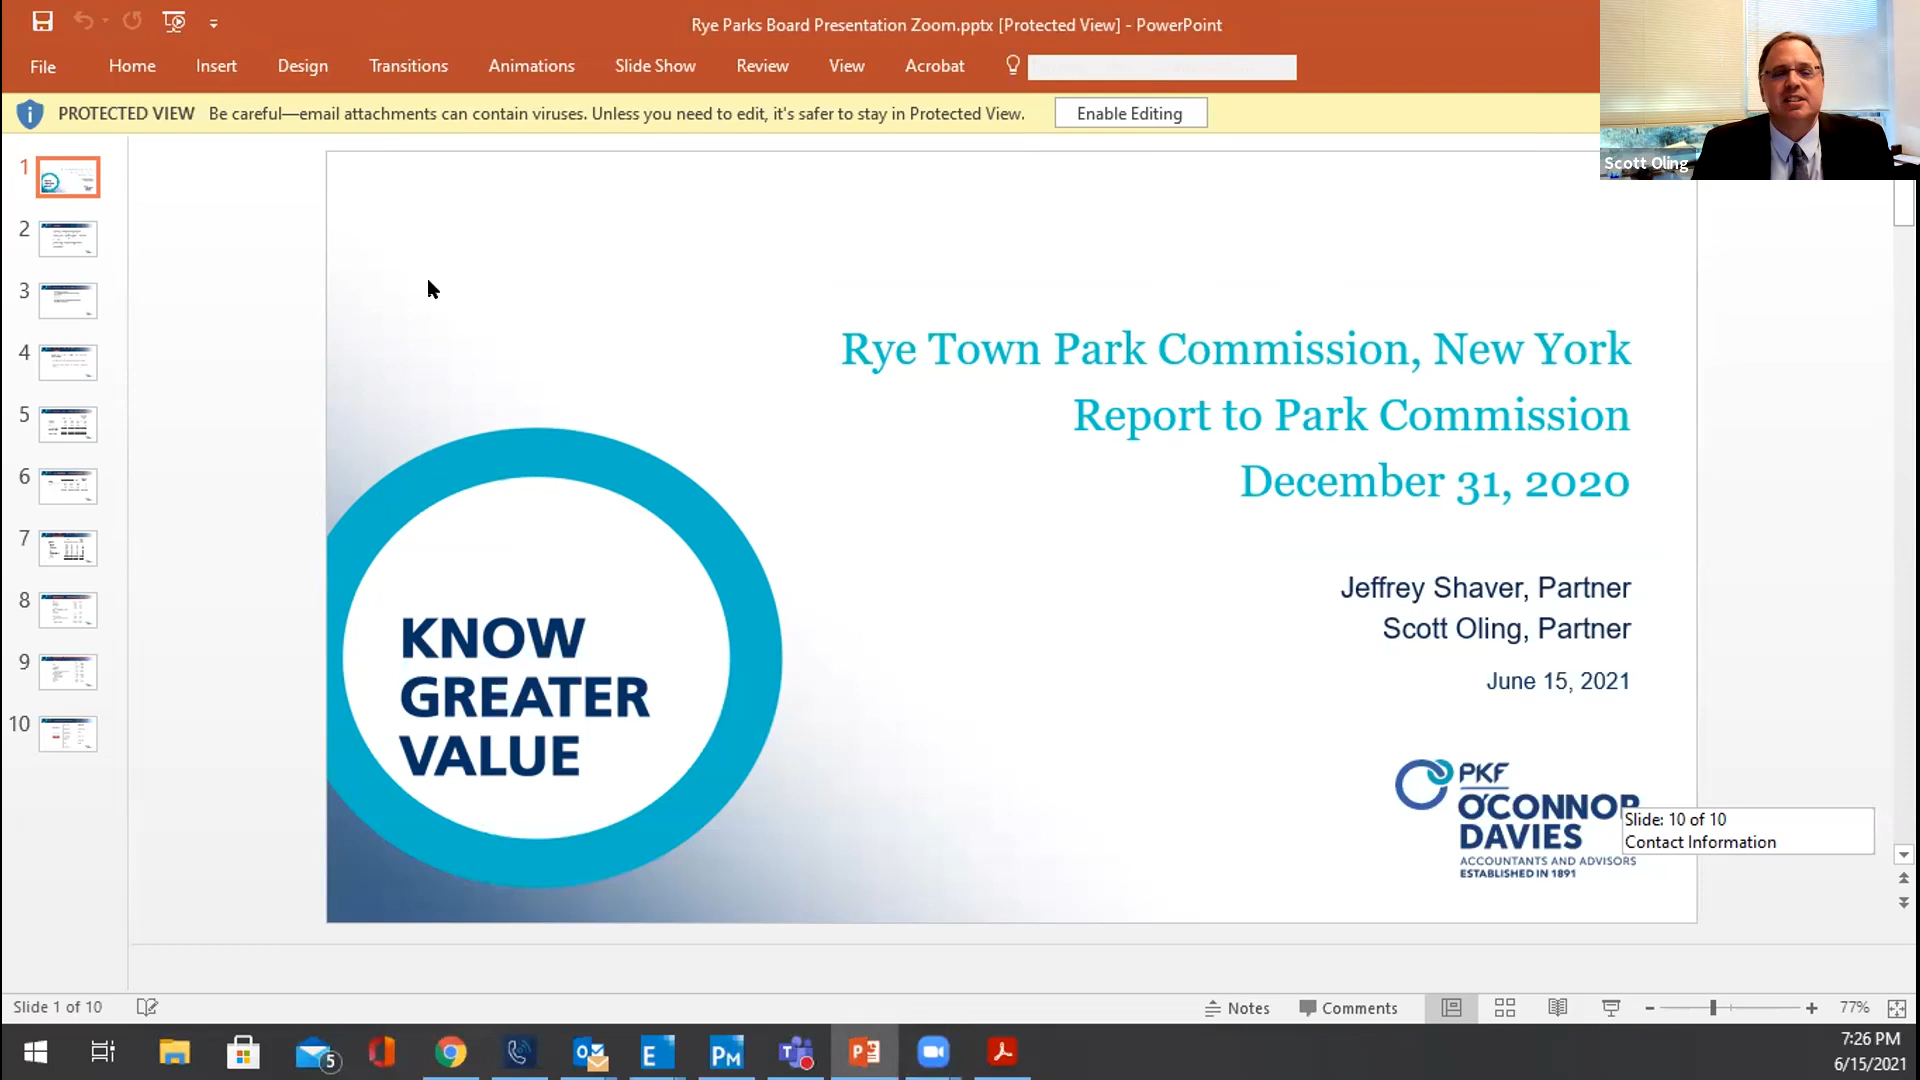 Rye Parks Board Presentation Zoom.pptx [Protected View] - PowerPoint
File Home Insert Design Transitions Animations Slide Show Review View Acrobat
PROTECTED VIEW Be careful—email attachments can contain viruses. Unless you need to edit, it's safer to stay in Protected View. Enable Editing
Scott Oling
1
2
3
4
5
6
7
8
9
10
Rye Town Park Commission, New York
Report to Park Commission
December 31, 2020
Jeffrey Shaver, Partner
Scott Oling, Partner
June 15, 2021
KNOW
GREATER
VALUE
PKF
O'CONNOR
DAVIES
ACCOUNTANTS AND ADVISORS
ESTABLISHED IN 1891
Slide: 10 of 10
Contact Information
Slide 1 of 10 Notes Comments 77%
5
7:26 PM
6/15/2021